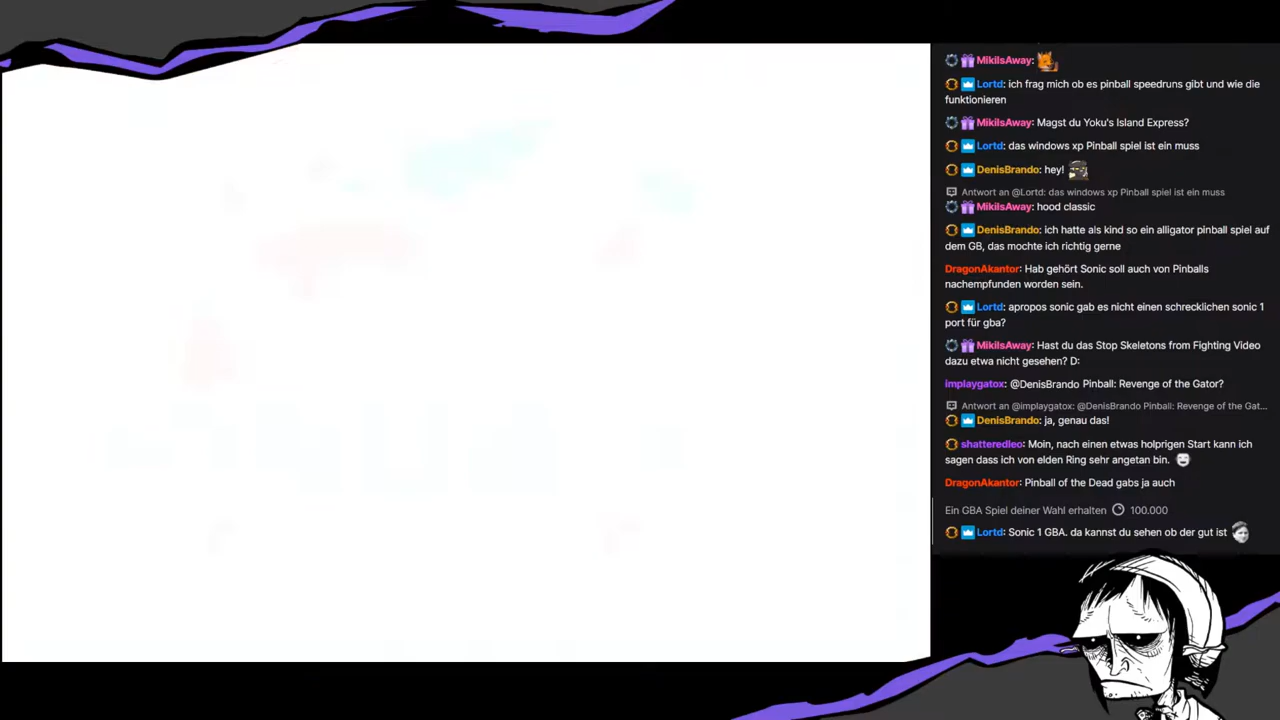 MikilsAway:
Lortd: ich frag mich ob es pinball speedruns gibt und wie die
funktionieren
MikilsAway: Magst du Yoku's Island Express?
Lortd: das windows xp Pinball spiel ist ein muss
DenisBrando: hey!
Antwort an @Lortd: das windows xp Pinball spiel ist ein muss
MikilsAway: hood classic
DenisBrando: ich hatte als kind so ein alligator pinball spiel auf
dem GB, das mochte ich richtig gerne
DragonAkantor: Hab gehört Sonic soll auch von Pinballs
nachempfunden worden sein.
Lortd: apropos sonic gab es nicht einen schrecklichen sonic 1
port für gba?
MikilsAway: Hast du das Stop Skeletons from Fighting Video
dazu etwa nicht gesehen? D:
implaygatox: @DenisBrando Pinball: Revenge of the Gator?
Antwort an @implaygatox: @DenisBrando Pinball: Revenge of the Gat...
DenisBrando: ja, genau das!
shatteredleo: Moin, nach einen etwas holprigen Start kann ich
sagen dass ich von elden Ring sehr angetan bin.
DragonAkantor: Pinball of the Dead gabs ja auch
Ein GBA Spiel deiner Wahl erhalten 100.000
Lortd: Sonic 1 GBA. da kannst du sehen ob der gut ist